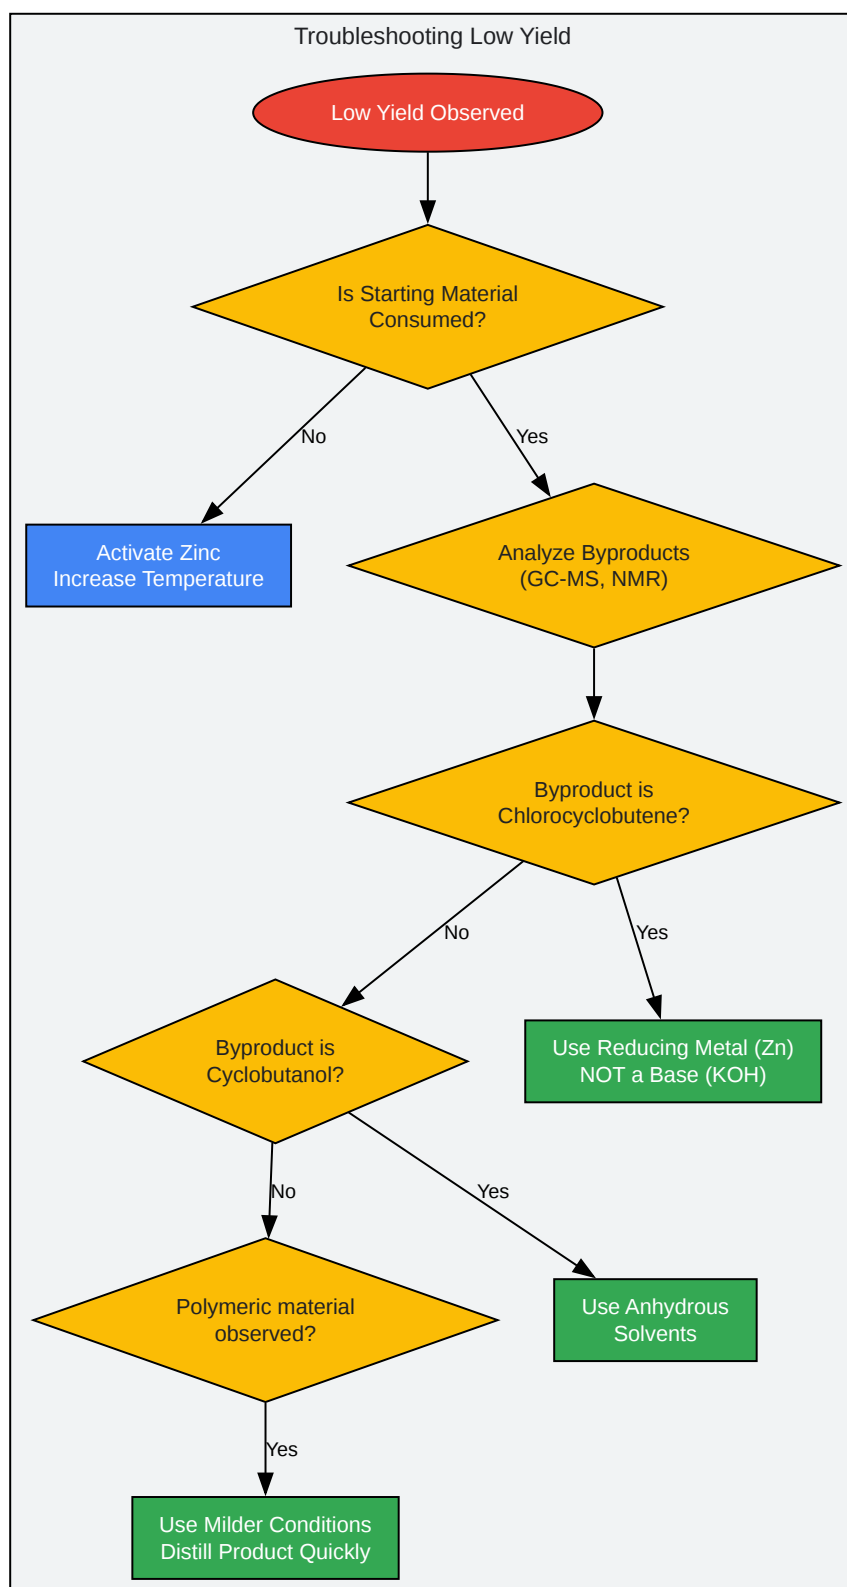 Troubleshooting Low Yield
Low Yield Observed
Is Starting Material
Consumed?
No
Yes
Activate Zinc
Increase Temperature
Analyze Byproducts
(GC-MS, NMR)
Byproduct is
Chlorocyclobutene?
No
Yes
Byproduct is
Cyclobutanol?
Use Reducing Metal (Zn)
NOT a Base (KOH)
No
Yes
Polymeric material
observed?
Use Anhydrous
Solvents
Yes
Use Milder Conditions
Distill Product Quickly